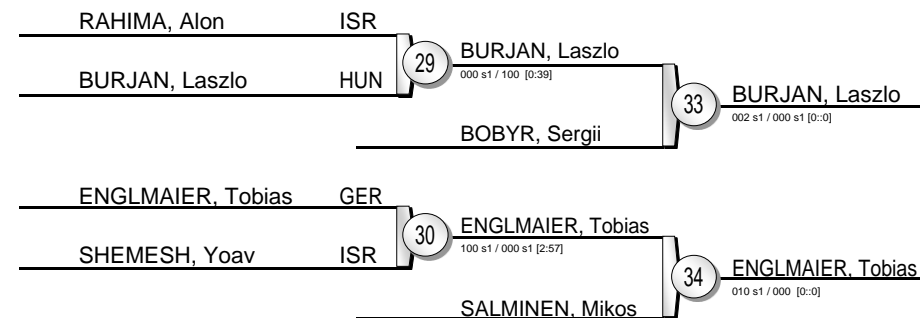 RAHIMA, Alon ISR
29 BURJAN, Laszlo
000 s1 / 100 [0:39]
BURJAN, Laszlo HUN
33 BURJAN, Laszlo
002 s1 / 000 s1 [0::0]
BOBYR, Sergii
ENGLMAIER, Tobias GER
30 ENGLMAIER, Tobias
100 s1 / 000 s1 [2:57]
SHEMESH, Yoav ISR
34 ENGLMAIER, Tobias
010 s1 / 000 [0::0]
SALMINEN, Mikos